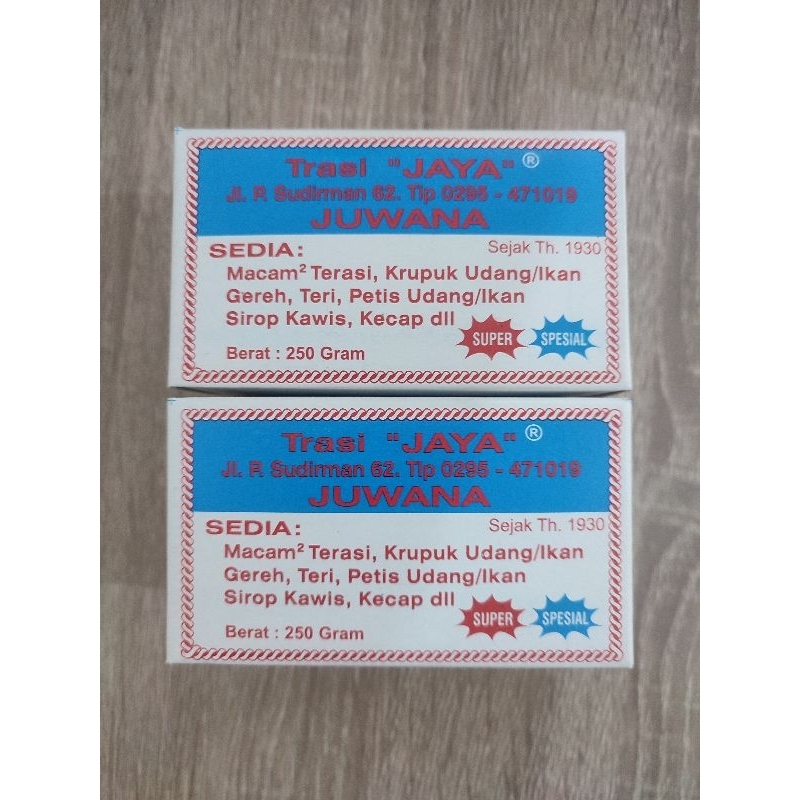 Trasi "JAYA" ®
Jl. P. Sudirman 62. Tlp 0295 - 471019
JUWANA
SEDIA:
Sejak Th. 1930
Macam² Terasi, Krupuk Udang/Ikan
Gereh, Teri, Petis Udang/Ikan
Sirop Kawis, Kecap dll
SUPER
SPESIAL
Berat : 250 Gram
Trasi "JAYA" ®
Jl. P. Sudirman 62. Tlp 0295 - 471019
JUWANA
SEDIA:
Sejak Th. 1930
Macam² Terasi, Krupuk Udang/Ikan
Gereh, Teri, Petis Udang/Ikan
Sirop Kawis, Kecap dll
SUPER
SPESIAL
Berat : 250 Gram